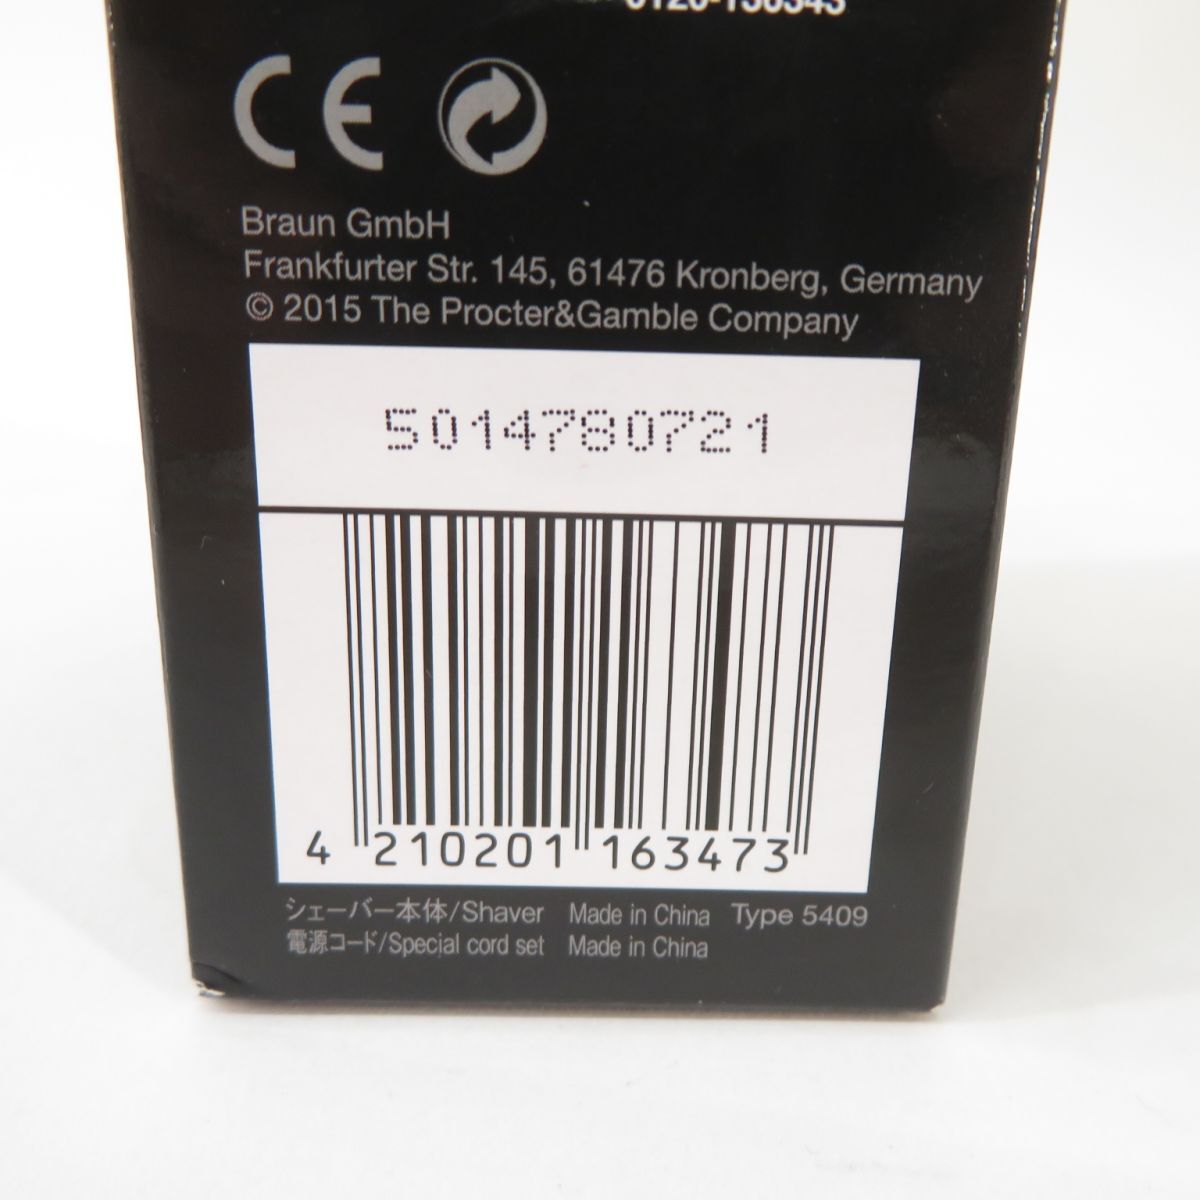 0120-136343
CE
Braun GmbH
Frankfurter Str. 145, 61476 Kronberg, Germany
© 2015 The Procter&Gamble Company
5014780721
4 210201 163473
シェーバー本体/Shaver Made in China Type 5409
電源コード/Special cord set Made in China